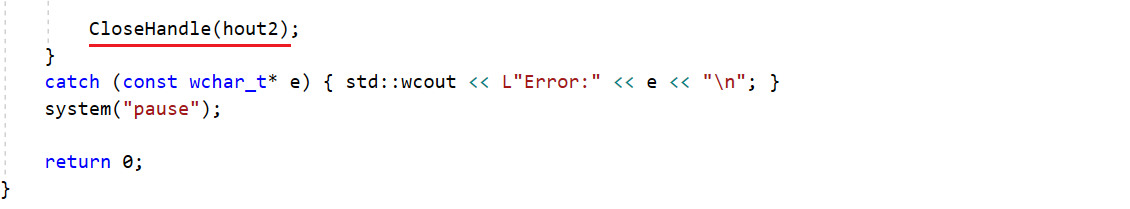 CloseHandle(hout2);
}
catch (const wchar_t* e) { std::wcout << L"Error:" << e << "\n"; }
system("pause");
return 0;
}